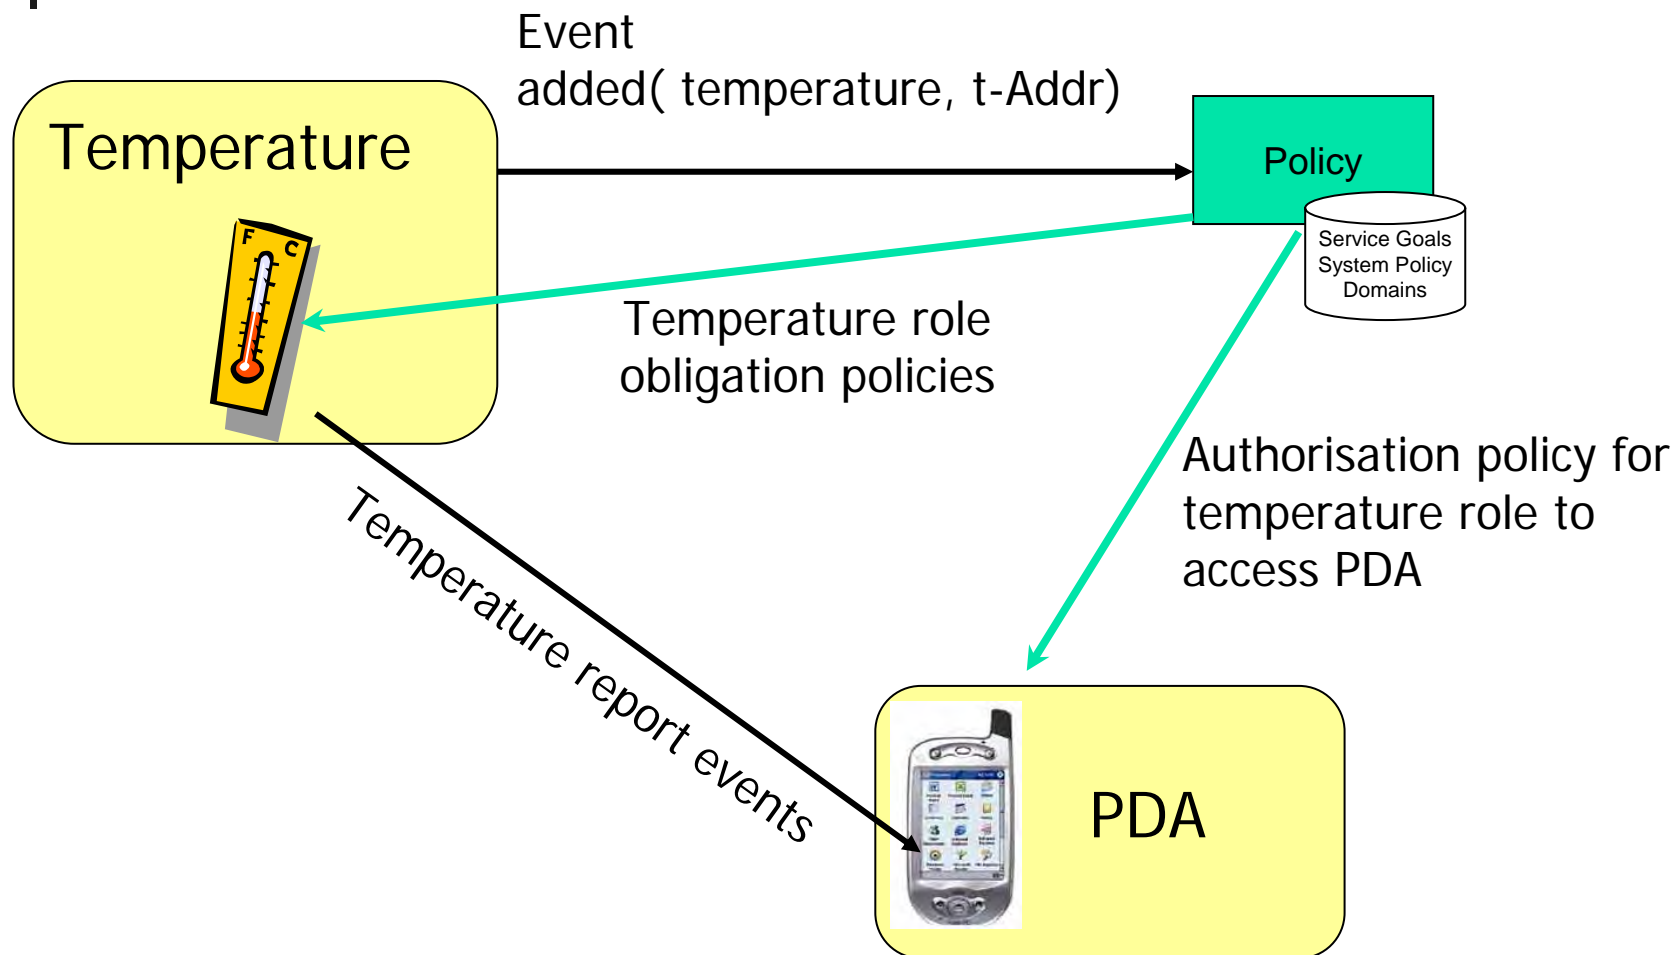 Event
added( temperature, t-Addr)
Temperature
F C
Policy
Service Goals
System Policy
Domains
Temperature role
obligation policies
Authorisation policy for
temperature role to
access PDA
Temperature report events
PDA